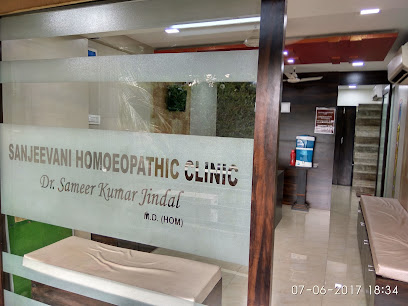 SANJEEVANI HOMOEOPATHIC CLINIC
Dr. Sameer Kumar Jindal
M.D. (HOM)
07-06-2017 18:34